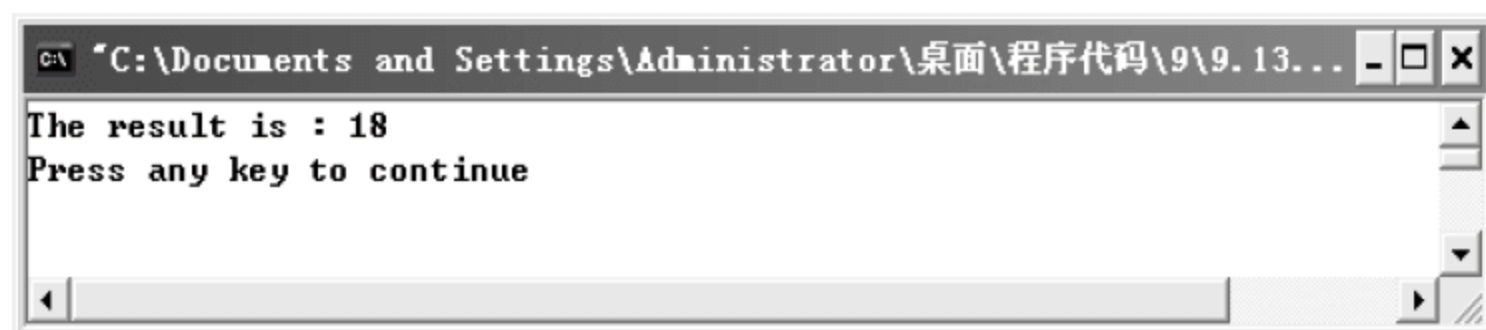 "C:\Documents and Settings\Administrator\桌面\程序代码\9\9.13...
The result is : 18
Press any key to continue